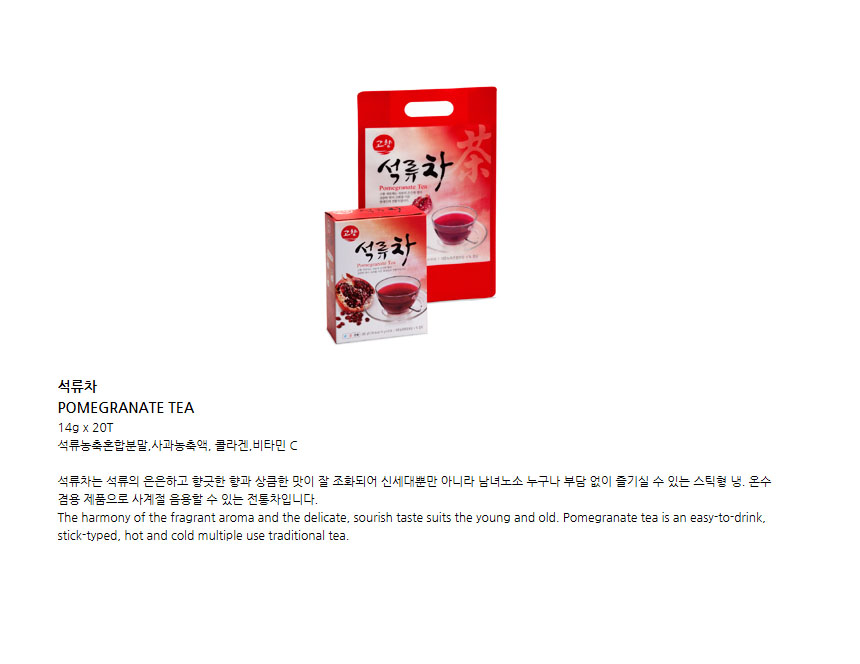 茶
고향
석류차
Pomegranate Tea
고향
석류차
Pomegranate Tea
석류차
POMEGRANATE TEA
14g x 20T
석류농축혼합분말,사과농축액, 콜라겐,비타민 C
석류차는 석류의 은은하고 향긋한 향과 상큼한 맛이 잘 조화되어 신세대뿐만 아니라 남녀노소 누구나 부담 없이 즐기실 수 있는 스틱형 냉. 온수
겸용 제품으로 사계절 음용할 수 있는 전통차입니다.
The harmony of the fragrant aroma and the delicate, sourish taste suits the young and old. Pomegranate tea is an easy-to-drink,
stick-typed, hot and cold multiple use traditional tea.